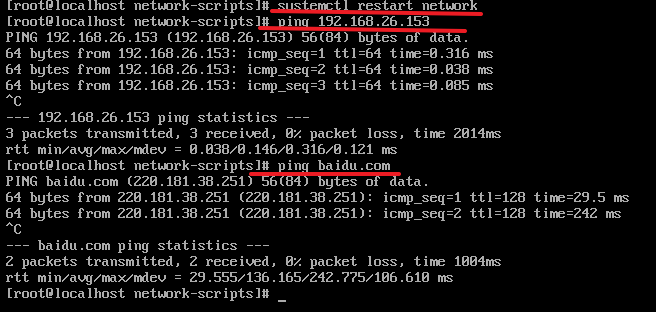 [root@localhost network-scripts]# sustemctl restart network
[root@localhost network-scripts]# ping 192.168.26.153
PING 192.168.26.153 (192.168.26.153) 56(84) bytes of data.
64 bytes from 192.168.26.153: icmp_seq=1 ttl=64 time=0.316 ms
64 bytes from 192.168.26.153: icmp_seq=2 ttl=64 time=0.038 ms
64 bytes from 192.168.26.153: icmp_seq=3 ttl=64 time=0.085 ms
^C
--- 192.168.26.153 ping statistics ---
3 packets transmitted, 3 received, 0% packet loss, time 2014ms
rtt min/avg/max/mdev = 0.038/0.146/0.316/0.121 ms
[root@localhost network-scripts]# ping baidu.com
PING baidu.com (220.181.38.251) 56(84) bytes of data.
64 bytes from 220.181.38.251 (220.181.38.251): icmp_seq=1 ttl=128 time=29.5 ms
64 bytes from 220.181.38.251 (220.181.38.251): icmp_seq=2 ttl=128 time=242 ms
^C
--- baidu.com ping statistics ---
2 packets transmitted, 2 received, 0% packet loss, time 1004ms
rtt min/avg/max/mdev = 29.555/136.165/242.775/106.610 ms
[root@localhost network-scripts]# _